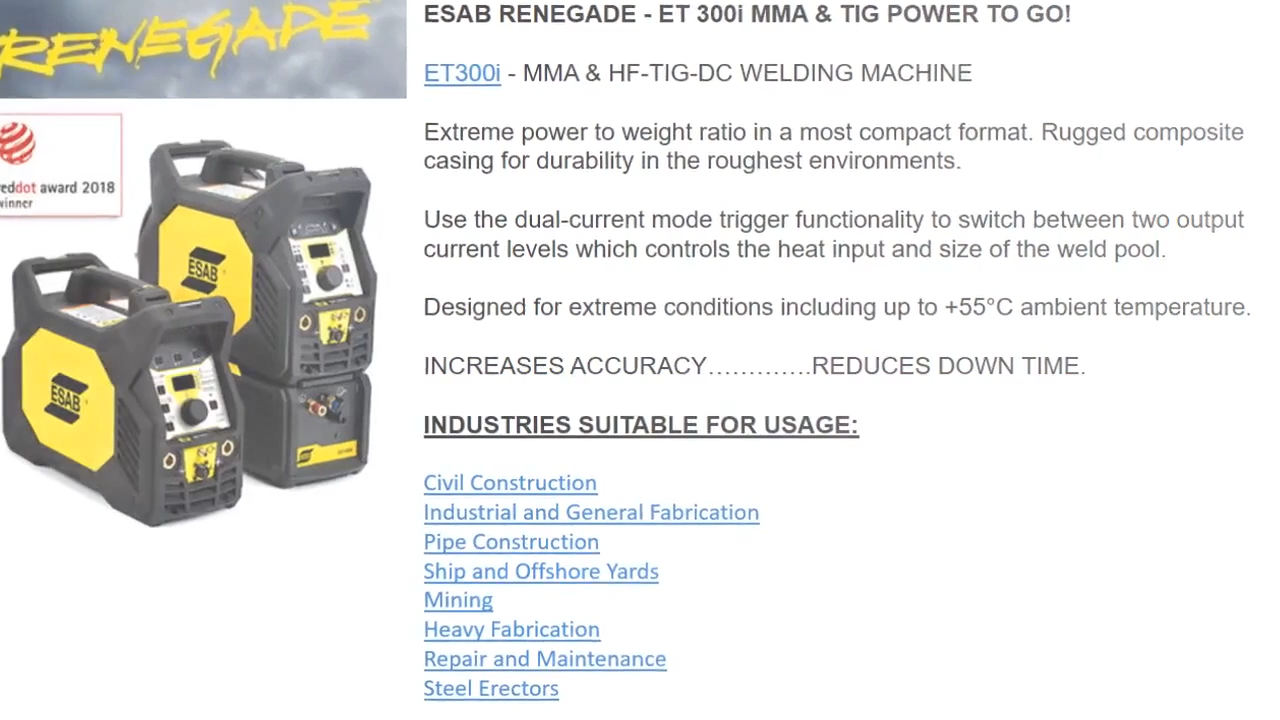 RENEGADE
reddot award 2018
winner
ESAB
ESAB
ESAB RENEGADE - ET 300i MMA & TIG POWER TO GO!
ET300i - MMA & HF-TIG-DC WELDING MACHINE
Extreme power to weight ratio in a most compact format. Rugged composite
casing for durability in the roughest environments.
Use the dual-current mode trigger functionality to switch between two output
current levels which controls the heat input and size of the weld pool.
Designed for extreme conditions including up to +55°C ambient temperature.
INCREASES ACCURACY………….REDUCES DOWN TIME.
INDUSTRIES SUITABLE FOR USAGE:
Civil Construction
Industrial and General Fabrication
Pipe Construction
Ship and Offshore Yards
Mining
Heavy Fabrication
Repair and Maintenance
Steel Erectors